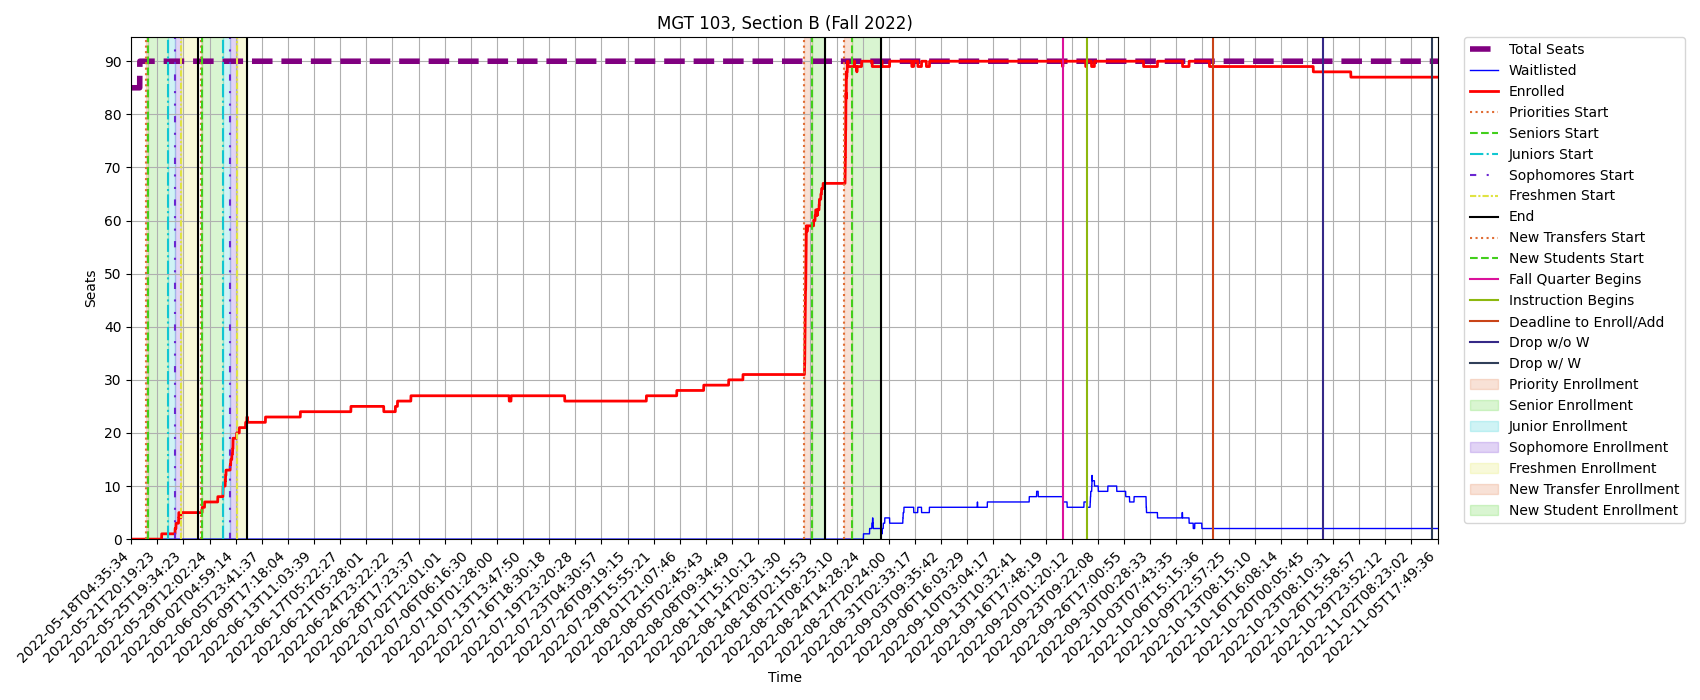 MGT 103, Section B (Fall 2022)
Seats
90
80
70
60
50
40
30
20
10
0
2022-05-18T04:35:34
2022-05-21T20:19:23
2022-05-25T19:34:23
2022-05-29T12:02:24
2022-06-02T04:59:14
2022-06-05T23:41:37
2022-06-09T17:18:04
2022-06-13T11:03:39
2022-06-17T05:22:27
2022-06-21T05:28:01
2022-06-24T23:22:22
2022-06-28T17:23:37
2022-07-02T12:01:01
2022-07-06T06:16:30
2022-07-10T01:28:00
2022-07-13T13:47:50
2022-07-16T18:30:18
2022-07-19T23:20:28
2022-07-23T04:30:57
2022-07-26T09:19:15
2022-07-29T15:55:21
2022-08-01T21:07:46
2022-08-05T02:45:43
2022-08-08T09:34:49
2022-08-11T15:10:12
2022-08-14T20:31:30
2022-08-18T02:15:53
2022-08-21T08:25:10
2022-08-24T14:28:24
2022-08-27T20:24:00
2022-08-31T02:33:17
2022-09-03T09:35:42
2022-09-06T16:03:29
2022-09-10T03:04:17
2022-09-13T10:32:41
2022-09-16T17:48:19
2022-09-20T01:20:12
2022-09-23T09:22:08
2022-09-26T17:00:55
2022-09-30T00:28:33
2022-10-03T07:43:35
2022-10-06T15:15:36
2022-10-09T22:57:25
2022-10-13T08:15:10
2022-10-16T16:08:14
2022-10-20T00:05:45
2022-10-23T08:10:31
2022-10-26T15:58:57
2022-10-29T23:52:12
2022-11-02T08:23:02
2022-11-05T17:49:36
Time
Total Seats
Waitlisted
Enrolled
Priorities Start
Seniors Start
Juniors Start
Sophomores Start
Freshmen Start
End
New Transfers Start
New Students Start
Fall Quarter Begins
Instruction Begins
Deadline to Enroll/Add
Drop w/o W
Drop w/ W
Priority Enrollment
Senior Enrollment
Junior Enrollment
Sophomore Enrollment
Freshmen Enrollment
New Transfer Enrollment
New Student Enrollment